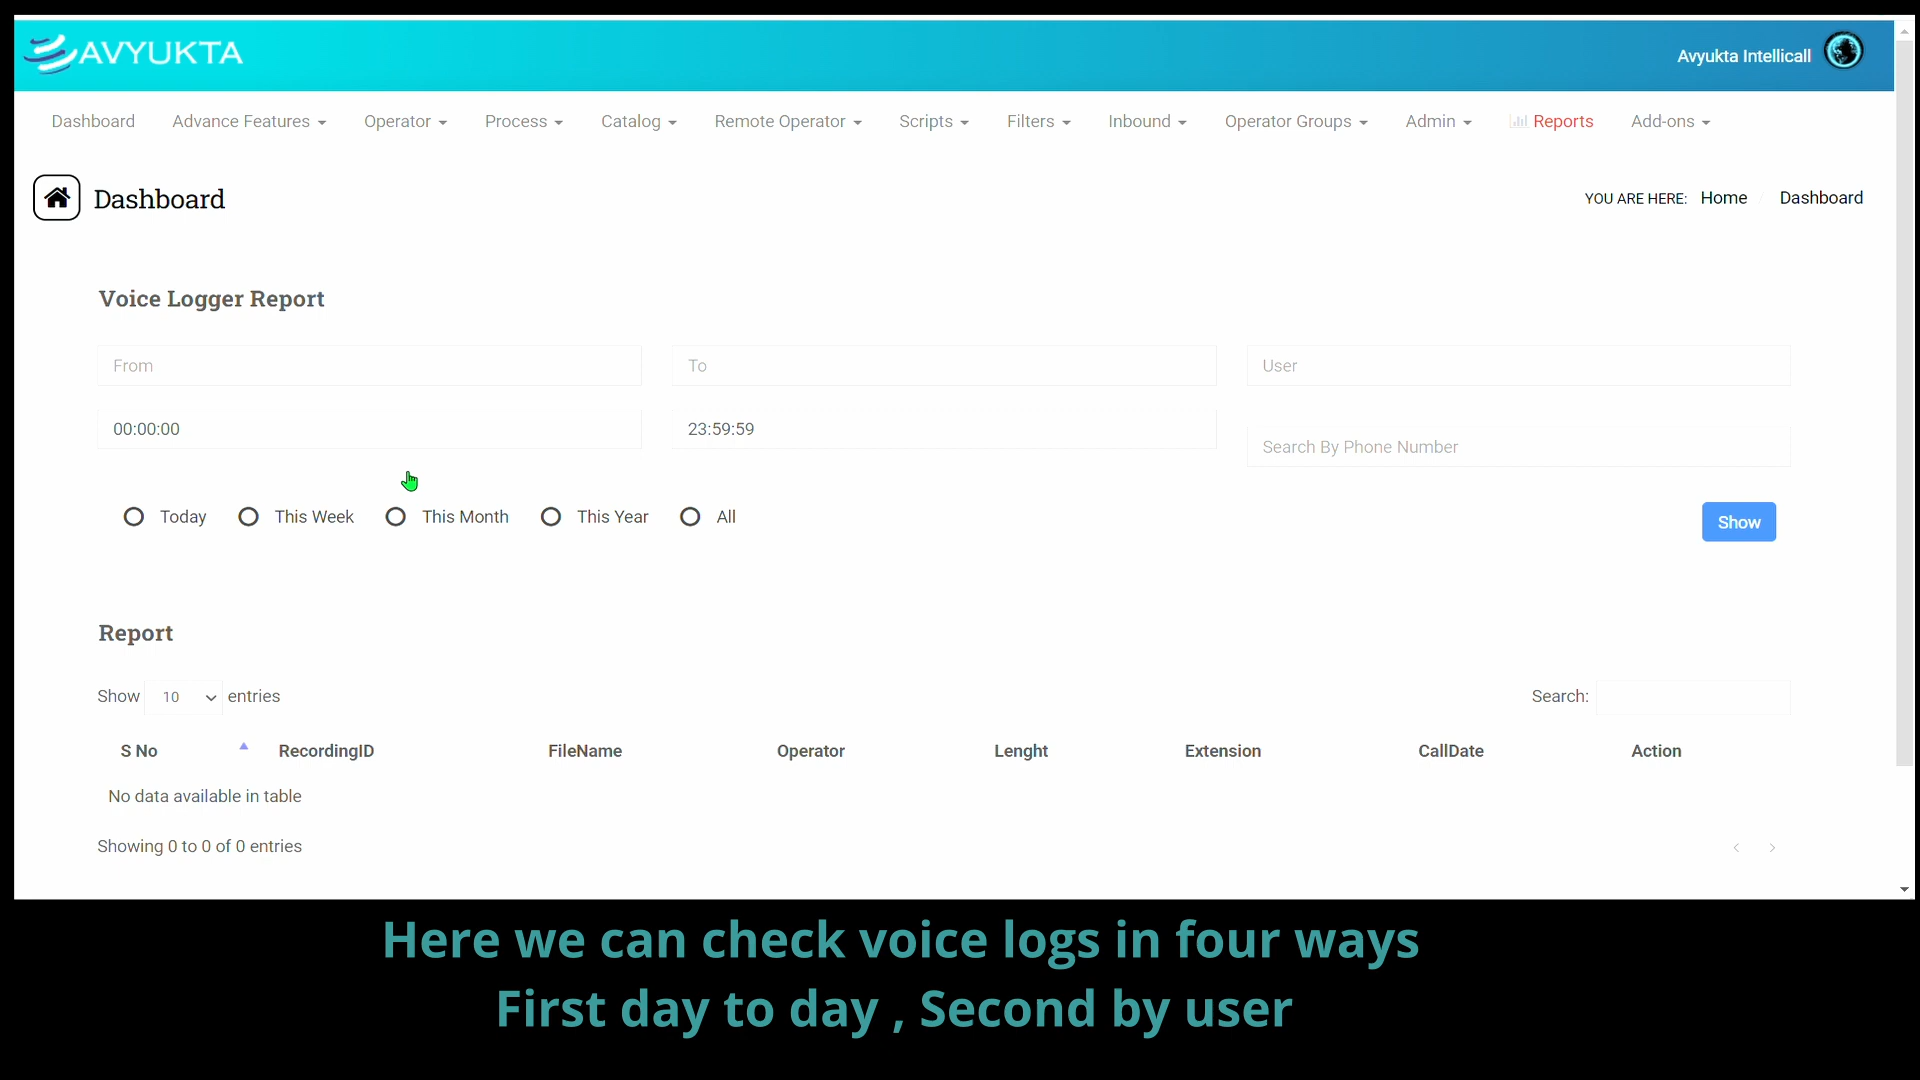 AVYUKTA
Avyukta Intellicall
Dashboard Advance Features Operator Process Catalog Remote Operator Scripts Filters Inbound Operator Groups Admin Reports Add-ons
Dashboard
YOU ARE HERE: Home Dashboard
Voice Logger Report
From To User
00:00:00 23:59:59
Search By Phone Number
Today This Week This Month This Year All
Show
Report
Show 10 entries
Search:
S No RecordingID FileName Operator Lenght Extension CallDate Action
No data available in table
Showing 0 to 0 of 0 entries
Here we can check voice logs in four ways
First day to day , Second by user